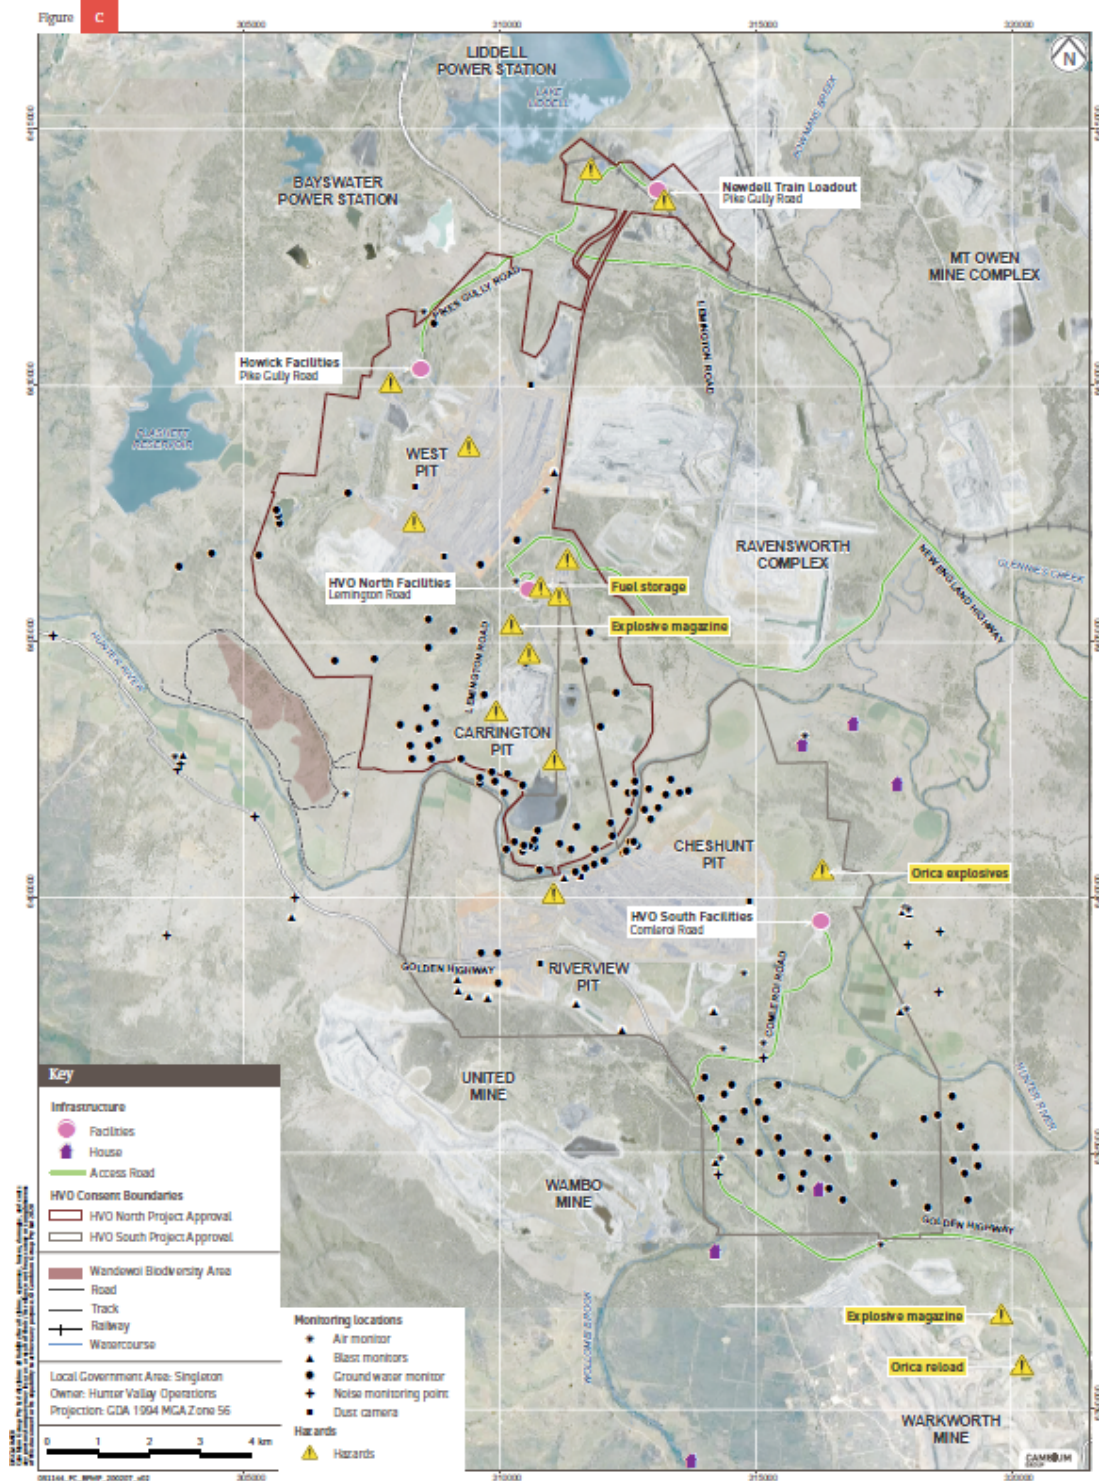 Figure C
305000
310000
315000
320000
LIDDELL
POWER STATION
LAKE
LIDDELL
BOWMANS CREEK
N
BAYSWATER
POWER STATION
Newdell Train Loadout
Pike Gully Road
MT OWEN
MINE COMPLEX
PIKES GULLY ROAD
LEMINGTON ROAD
Howick Facilities
Pike Gully Road
PLASHETT
RESERVOIR
WEST
PIT
RAVENSWORTH
COMPLEX
NEW ENGLAND HIGHWAY
GLENNIES CREEK
HVO North Facilities
Lemington Road
Fuel storage
Explosive magazine
HUNTER RIVER
LEMINGTON ROAD
CARRINGTON
PIT
CHESHUNT
PIT
Orica explosives
HVO South Facilities
Comleroi Road
GOLDEN HIGHWAY
RIVERVIEW
PIT
COMLEROI ROAD
UNITED
MINE
HUNTER RIVER
WAMBO
MINE
GOLDEN HIGHWAY
WOLLOMBI BROOK
Explosive magazine
Orica reload
WARKWORTH
MINE
Key
Infrastructure
Facilities
House
Access Road
HVO Consent Boundaries
HVO North Project Approval
HVO South Project Approval
Wandewoi Biodiversity Area
Road
Track
Railway
Watercourse
Local Government Area: Singleton
Owner: Hunter Valley Operations
Projection: GDA 1994 MGA Zone 56
0 1 2 3 4 km
Monitoring locations
Air monitor
Blast monitors
Ground water monitor
Noise monitoring point
Dust camera
Hazards
Hazards
305000
310000
315000
320000